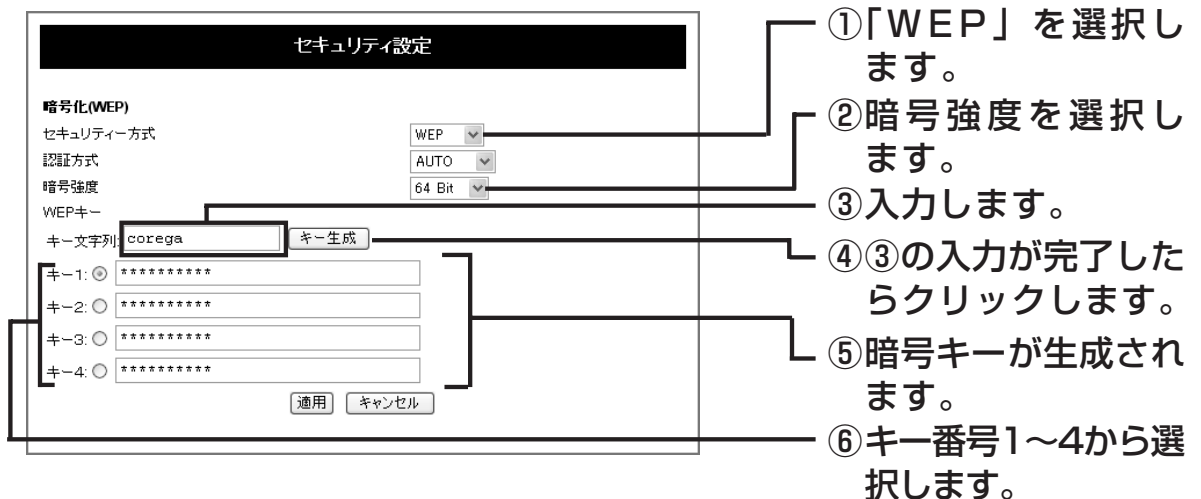 セキュリティ設定
暗号化(WEP)
セキュリティー方式 WEP
認証方式 AUTO
暗号強度 64 Bit
WEPキー
キー文字列: corega キー生成
キー1: **********
キー2: **********
キー3: **********
キー4: **********
適用 キャンセル
①「WEP」を選択し
ます。
②暗号強度を選択し
ます。
③入力します。
④③の入力が完了した
らクリックします。
⑤暗号キーが生成され
ます。
⑥キー番号1〜4から選
択します。